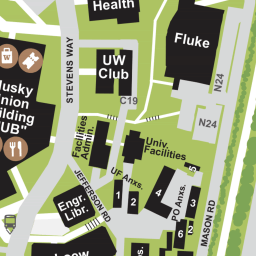 Health
Fluke
STEVENS WAY
UW
Club
N24
C19
N24
Husky
Union
Building
"HUB"
Facilities
Admin.
Univ.
Facilities
UF Anxs.
S
JEFFERSON RD
Engr.
Libr.
1
2
4
3
PO Anxs.
6
2
MASON RD